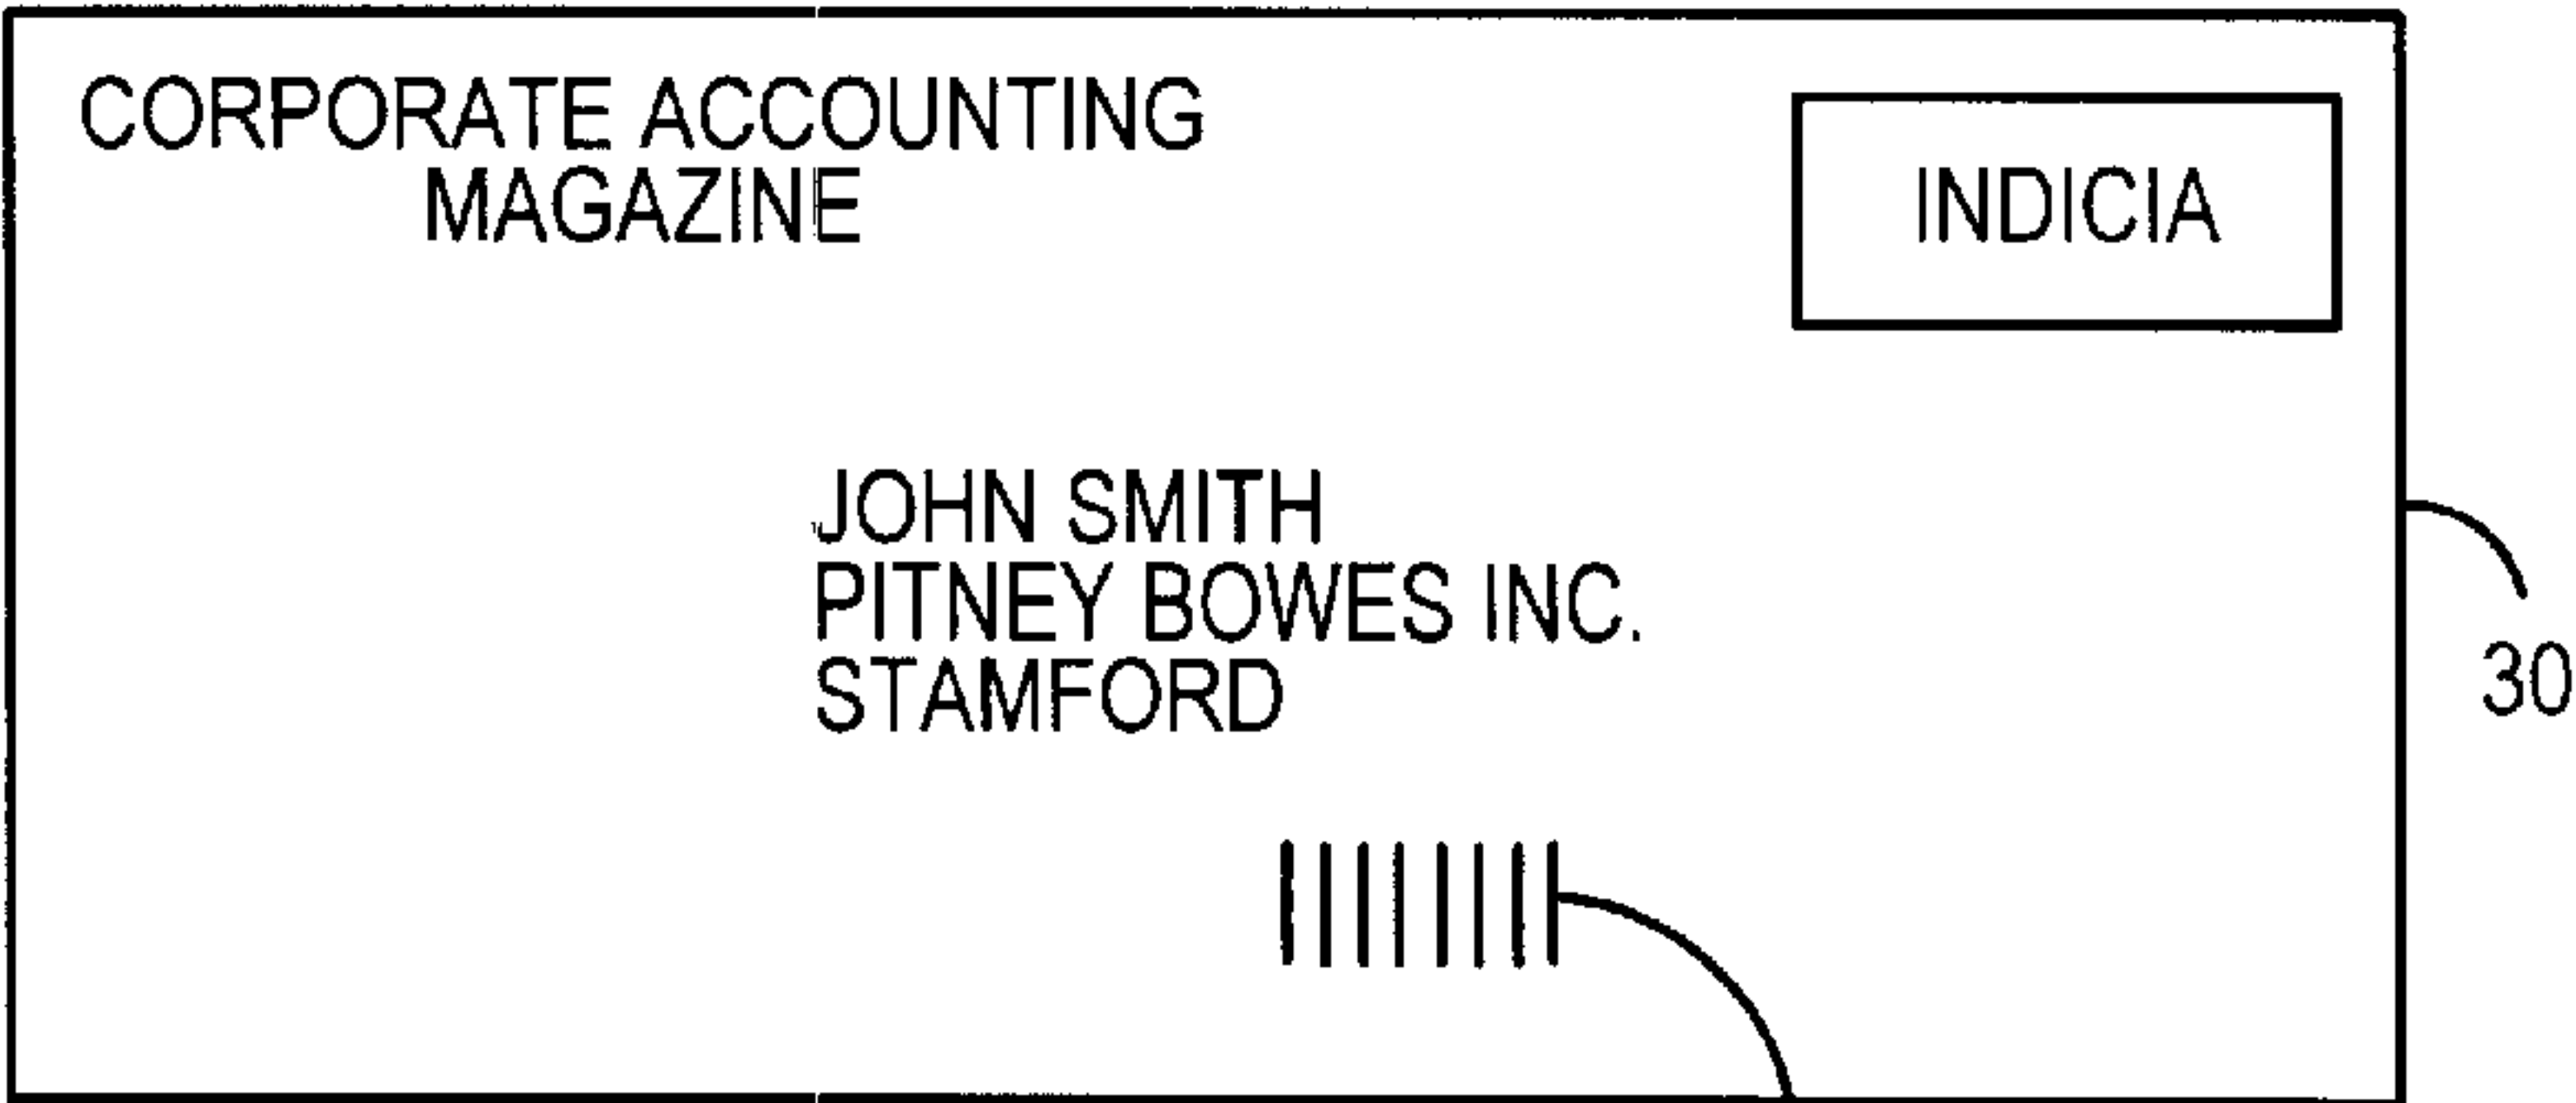 CORPORATE ACCOUNTING
MAGAZINE
INDICIA
JOHN SMITH
PITNEY BOWES INC.
STAMFORD
30